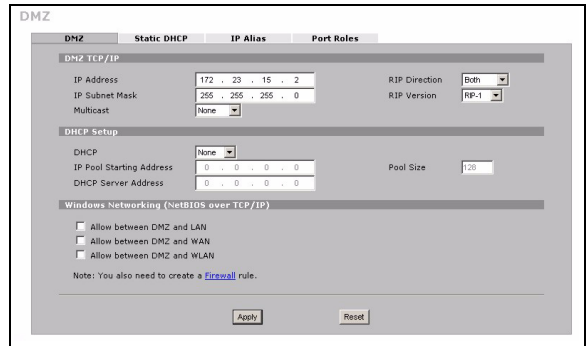 DMZ
DMZ Static DHCP IP Alias Port Roles
DMZ TCP/IP
IP Address 172 . 23 . 15 . 2 RIP Direction Both
IP Subnet Mask 255 . 255 . 255 . 0 RIP Version RIP-1
Multicast None
DHCP Setup
DHCP None
IP Pool Starting Address 0 . 0 . 0 . 0 Pool Size 128
DHCP Server Address 0 . 0 . 0 . 0
Windows Networking (NetBIOS over TCP/IP)
Allow between DMZ and LAN
Allow between DMZ and WAN
Allow between DMZ and WLAN
Note: You also need to create a Firewall rule.
Apply Reset